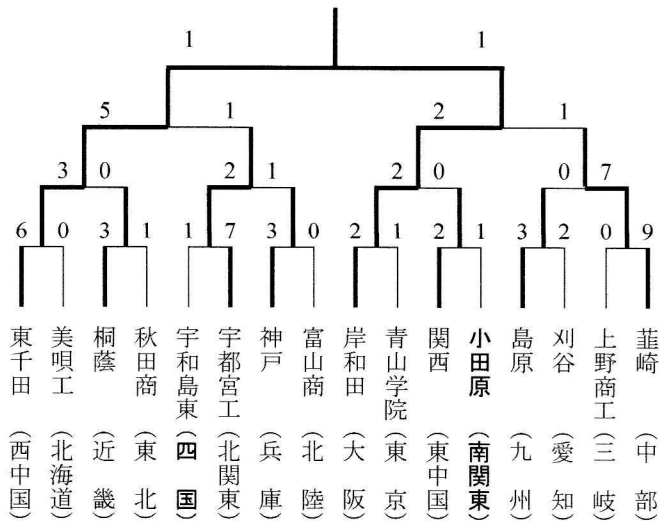 1 1
5 1 2 1
3 0 2 1 2 0 0 7
6 0 3 1 1 7 3 0 2 1 2 1 3 2 0 9
東千田（西中国）
美唄工（北海道）
桐蔭（近畿）
秋田商（東北）
宇和島東（四国）
宇都宮工（北関東）
神戸（兵庫）
富山商（北陸）
岸和田（大阪）
青山学院（東京）
関西（東中国）
小田原（南関東）
島原（九州）
刈谷（愛知）
上野商工（三岐）
韮崎（中部）